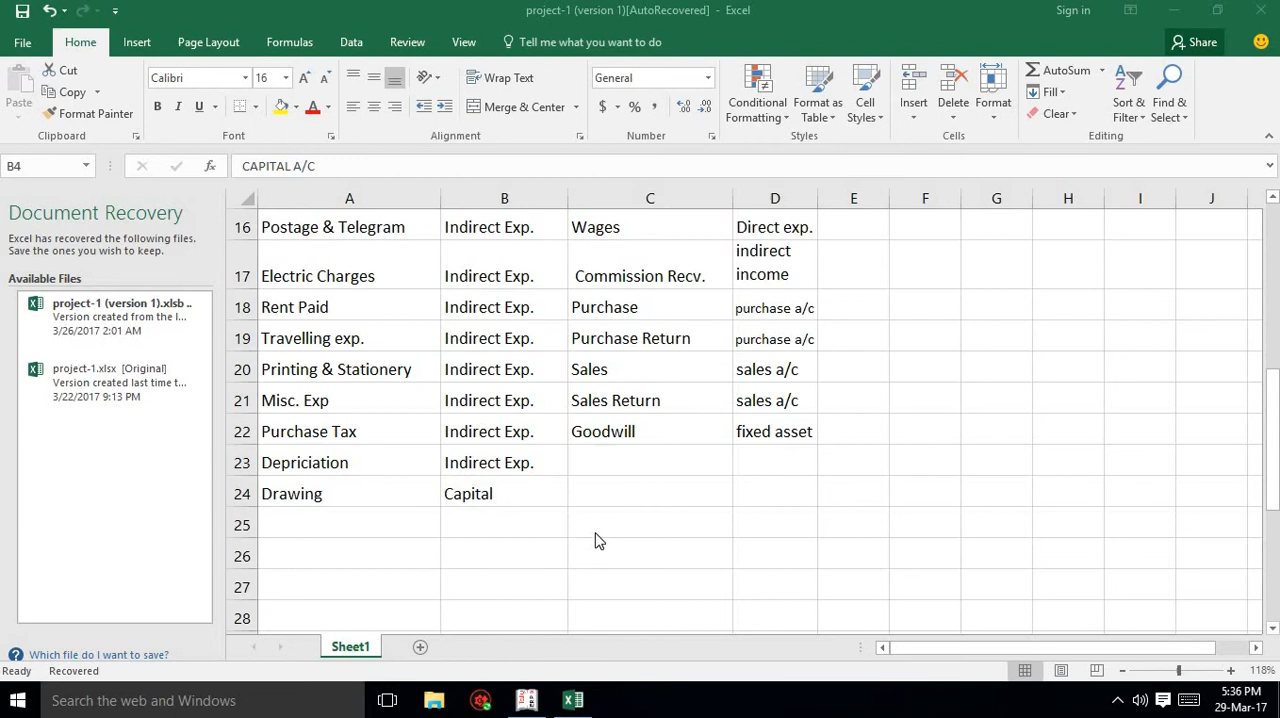 project-1 (version 1)[AutoRecovered] - Excel
Sign in
File Home Insert Page Layout Formulas Data Review View Tell me what you want to do
Share
Paste
Cut
Copy
Format Painter
Clipboard
Calibri 16
B I U
Font
Wrap Text
Merge & Center
Alignment
General
$ % ,
Number
Conditional Formatting
Format as Table
Cell Styles
Styles
Insert Delete Format
Cells
AutoSum
Fill
Clear
Sort & Filter
Find & Select
Editing
B4 fx CAPITAL A/C
Document Recovery
Excel has recovered the following files.
Save the ones you wish to keep.
Available Files
project-1 (version 1).xlsb ..
Version created from the l...
3/26/2017 2:01 AM
project-1.xlsx [Original]
Version created last time t...
3/22/2017 9:13 PM
Which file do I want to save?
A B C D E F G H I J
16 Postage & Telegram Indirect Exp. Wages Direct exp.
17 Electric Charges Indirect Exp. Commission Recv. indirect income
18 Rent Paid Indirect Exp. Purchase purchase a/c
19 Travelling exp. Indirect Exp. Purchase Return purchase a/c
20 Printing & Stationery Indirect Exp. Sales sales a/c
21 Misc. Exp Indirect Exp. Sales Return sales a/c
22 Purchase Tax Indirect Exp. Goodwill fixed asset
23 Depriciation Indirect Exp.
24 Drawing Capital
25
26
27
28
Sheet1
Ready Recovered
118%
Search the web and Windows
5:36 PM
29-Mar-17